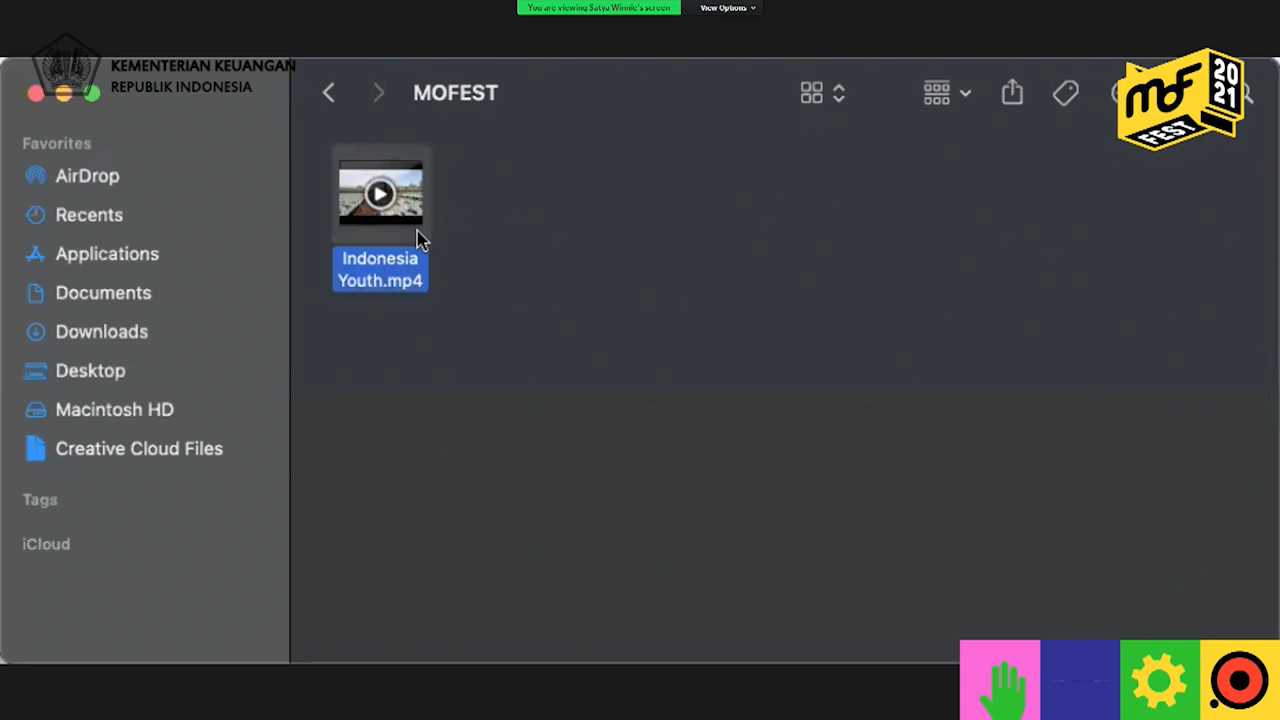 You are viewing Satya Winnie's screen
View Options
KEMENTERIAN KEUANGAN
REPUBLIK INDONESIA
MOFEST
mof
2021
FEST
Favorites
AirDrop
Recents
Applications
Documents
Downloads
Desktop
Macintosh HD
Creative Cloud Files
Tags
iCloud
Indonesia
Youth.mp4